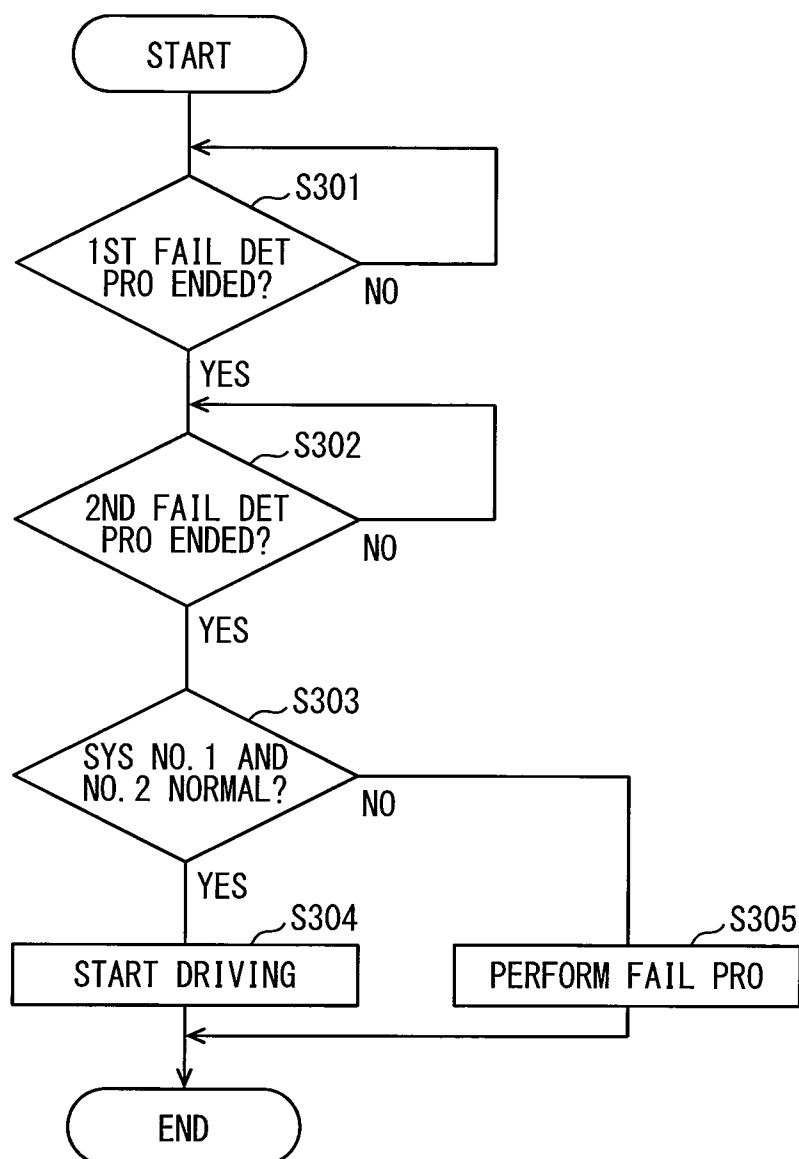 START
S301
1ST FAIL DET
PRO ENDED?
NO
YES
S302
2ND FAIL DET
PRO ENDED?
NO
YES
S303
SYS NO.1 AND
NO.2 NORMAL?
NO
YES
S304
START DRIVING
S305
PERFORM FAIL PRO
END